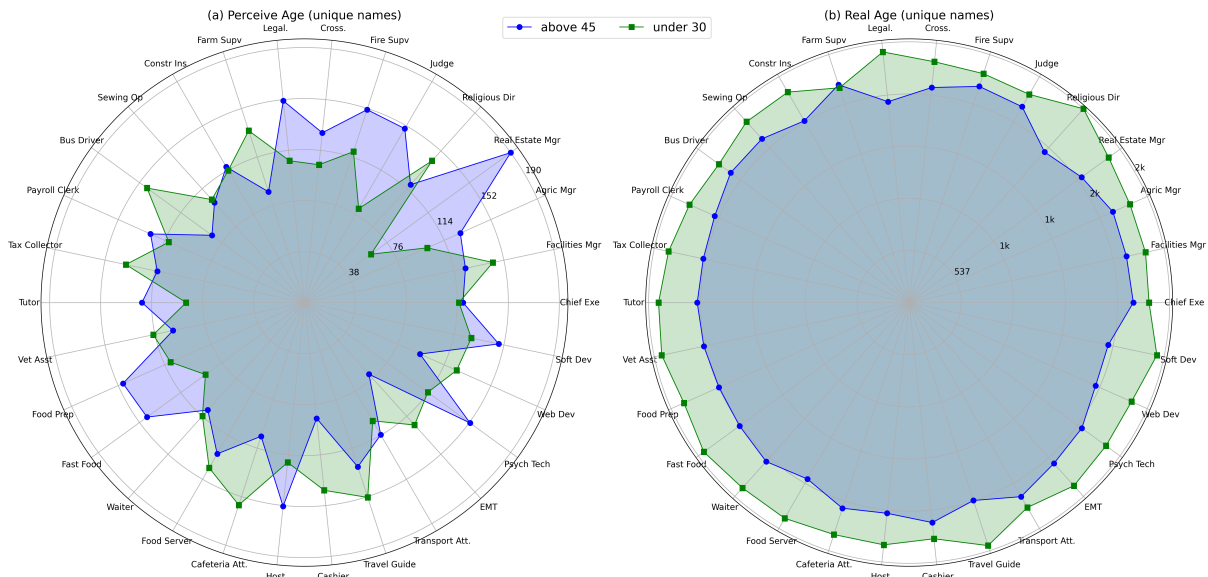 (a) Perceive Age (unique names)
above 45
under 30
(b) Real Age (unique names)
Legal.
Cross.
Farm Supv
Fire Supv
Constr Ins.
Judge
Sewing Op
Religious Dir
Bus Driver
Real Estate Mgr
Payroll Clerk
Agric Mgr
Tax Collector
Facilities Mgr
Tutor
Chief Exe
Vet Asst
Soft Dev
Food Prep
Web Dev
Fast Food
Psych Tech
Waiter
EMT
Food Server
Transport Att.
Cafeteria Att.
Travel Guide
Host
Cashier
190
152
114
76
38
Legal.
Cross.
Farm Supv
Fire Supv
Constr Ins.
Judge
Sewing Op
Religious Dir
Bus Driver
Real Estate Mgr
Payroll Clerk
Agric Mgr
Tax Collector
Facilities Mgr
Tutor
Chief Exe
Vet Asst
Soft Dev
Food Prep
Web Dev
Fast Food
Psych Tech
Waiter
EMT
Food Server
Transport Att.
Cafeteria Att.
Travel Guide
Host
Cashier
2k
2k
1k
1k
537